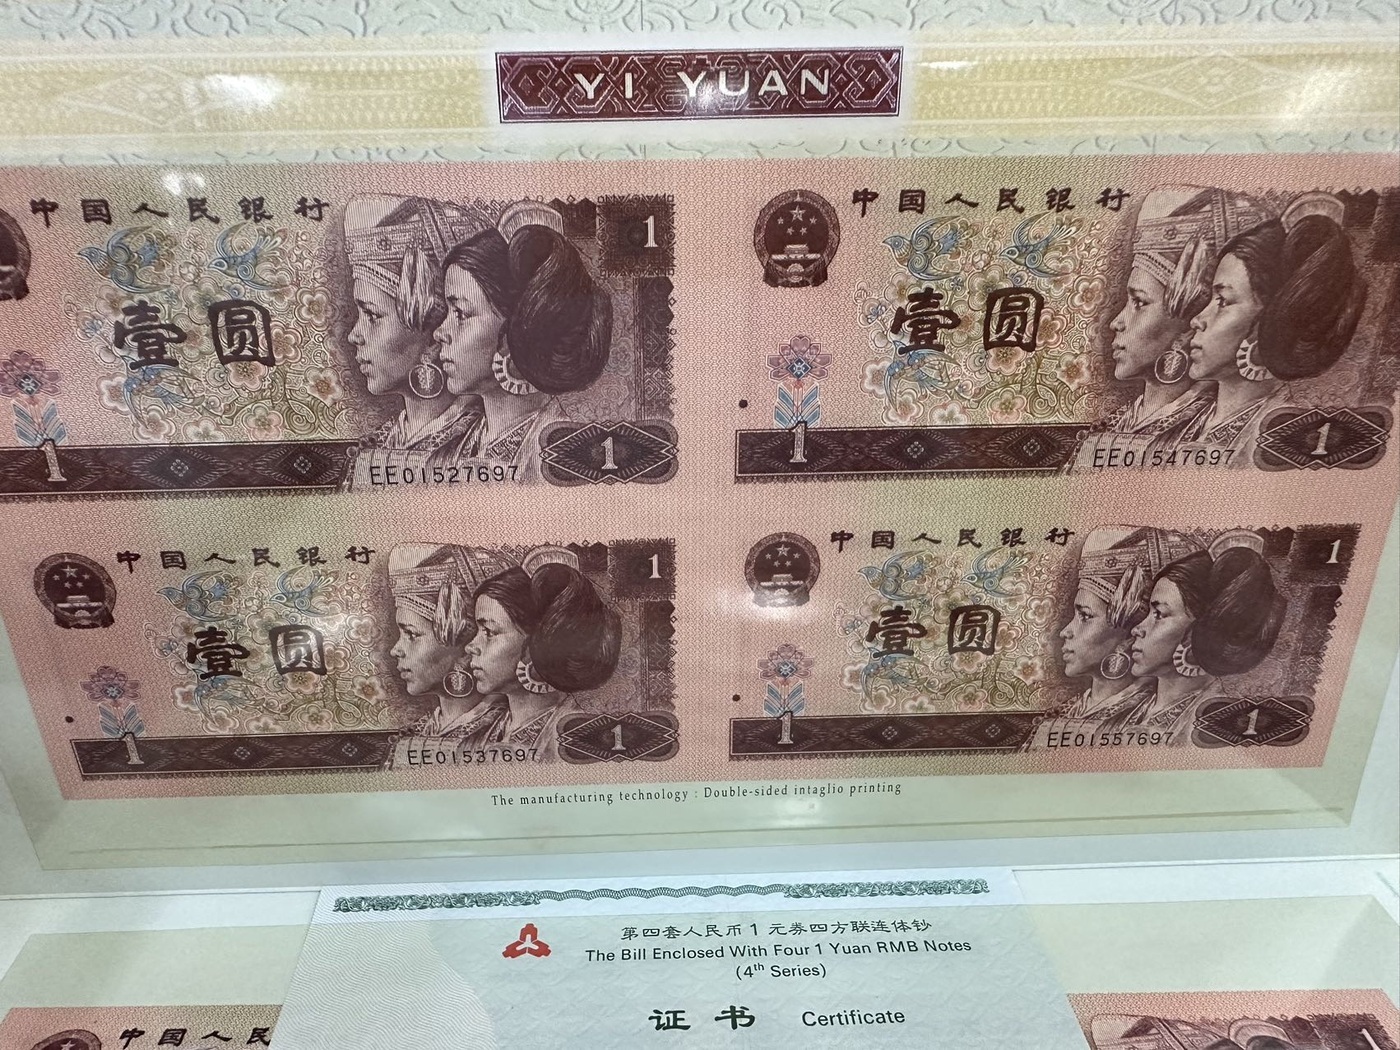 YI YUAN
中国人民银行
1
壹圆
1
EE01527697
1
中国人民银行
壹圆
1
EE01547697
1
中国人民银行
1
壹圆
1
EE01537697
1
中国人民银行
1
壹圆
1
EE01557697
1
The manufacturing technology : Double-sided intaglio printing
第四套人民币1元券四方联连体钞
The Bill Enclosed With Four 1 Yuan RMB Notes
(4th Series)
证书 Certificate
中国人民